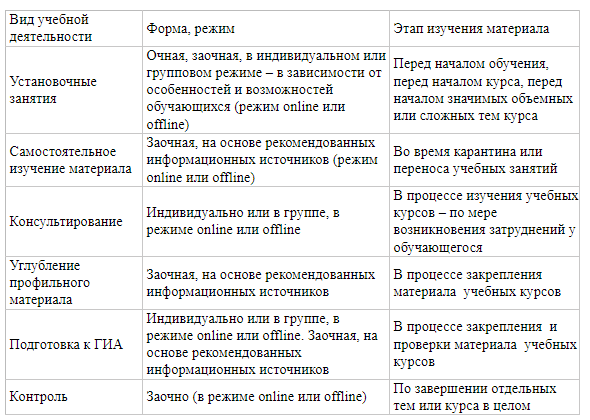 Вид учебной
деятельности
Форма, режим
Этап изучения материала
Установочные
занятия
Очная, заочная, в индивидуальном или
групповом режиме – в зависимости от
особенностей и возможностей
обучающихся (режим online или
offline)
Перед началом обучения,
перед началом курса, перед
началом значимых объемных
или сложных тем курса
Самостоятельное
изучение материала
Заочная, на основе рекомендованных
информационных источников (режим
online или offline)
Во время карантина или
переноса учебных занятий
Консультирование
Индивидуально или в группе, в
режиме online или offline
В процессе изучения учебных
курсов – по мере
возникновения затруднений у
обучающегося
Углубление
профильного
материала
Заочная, на основе рекомендованных
информационных источников
В процессе закрепления
материала учебных курсов
Подготовка к ГИА
Индивидуально или в группе, в
режиме online или offline. Заочная, на
основе рекомендованных
информационных источников
В процессе закрепления и
проверки материала учебных
курсов
Контроль
Заочно (в режиме online или offline)
По завершении отдельных
тем или курса в целом